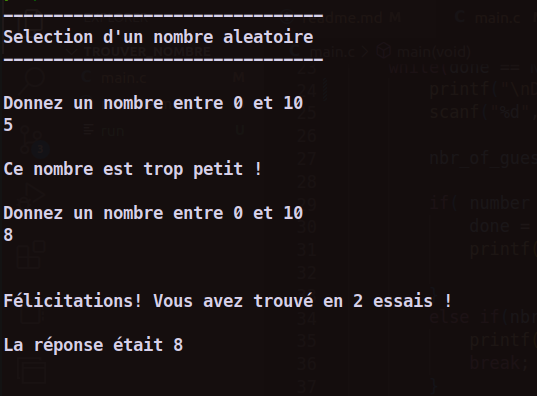 Selection d'un nombre aleatoire
Donnez un nombre entre 0 et 10
5
Ce nombre est trop petit !
Donnez un nombre entre 0 et 10
8
Félicitations! Vous avez trouvé en 2 essais !
La réponse était 8